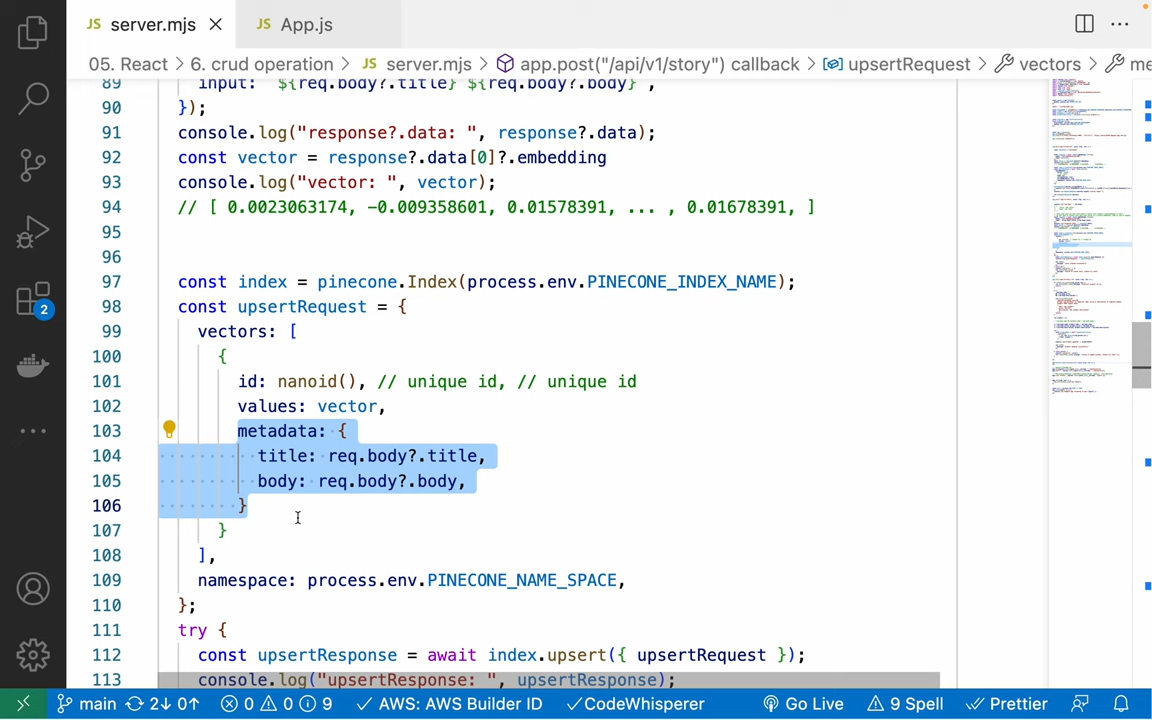 JS server.mjs
JS App.js
05. React > 6. crud operation > JS server.mjs > app.post("/api/v1/story") callback > upsertRequest > vectors >
89 input: `${req.body?.title} ${req.body?.body}`,
90 });
91 console.log("response?.data: ", response?.data);
92 const vector = response?.data[0]?.embedding
93 console.log("vector: ", vector);
94 // [ 0.0023063174, -0.009358601, 0.01578391, ... , 0.01678391, ]
95
96
97 const index = pinecone.Index(process.env.PINECONE_INDEX_NAME);
98 const upsertRequest = {
99 vectors: [
100 {
101 id: nanoid(), // unique id, // unique id
102 values: vector,
103 metadata: {
104 title: req.body?.title,
105 body: req.body?.body,
106 }
107 }
108 ],
109 namespace: process.env.PINECONE_NAME_SPACE,
110 };
111 try {
112 const upsertResponse = await index.upsert({ upsertRequest });
113 console.log("upsertResponse: ", upsertResponse);
2
main 2↓ 0↑ 0 0 9 AWS: AWS Builder ID CodeWhisperer Go Live 9 Spell Prettier